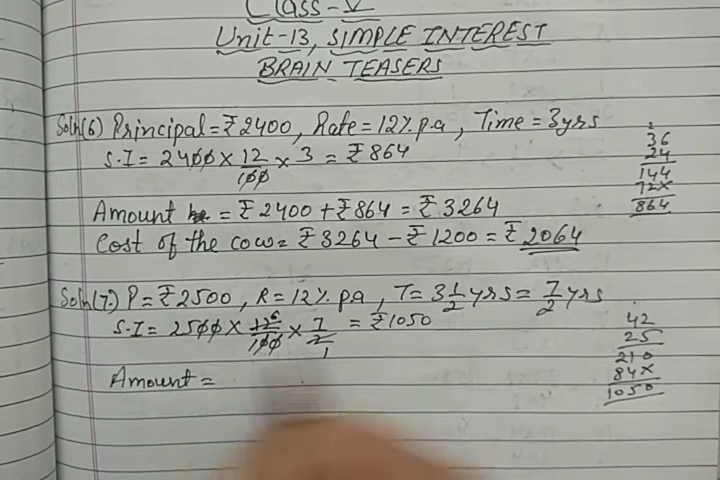 Class-V
Unit-13, SIMPLE INTEREST
BRAIN TEASERS
Soln(6) Principal = ₹2400, Rate = 12% p.a, Time = 3yrs
S.I = 2400 × 12/100 × 3 = ₹864
Amount = ₹2400 + ₹864 = ₹3264
Cost of the cow = ₹3264 - ₹1200 = ₹2064
2
36
24
144
72×
864
Soln(7) P = ₹2500, R = 12% p.a, T = 3 1/2 yrs = 7/2 yrs
S.I = 2500 × 12 6/100 × 7/2 1 = ₹1050
Amount =
42
25
210
84×
1050